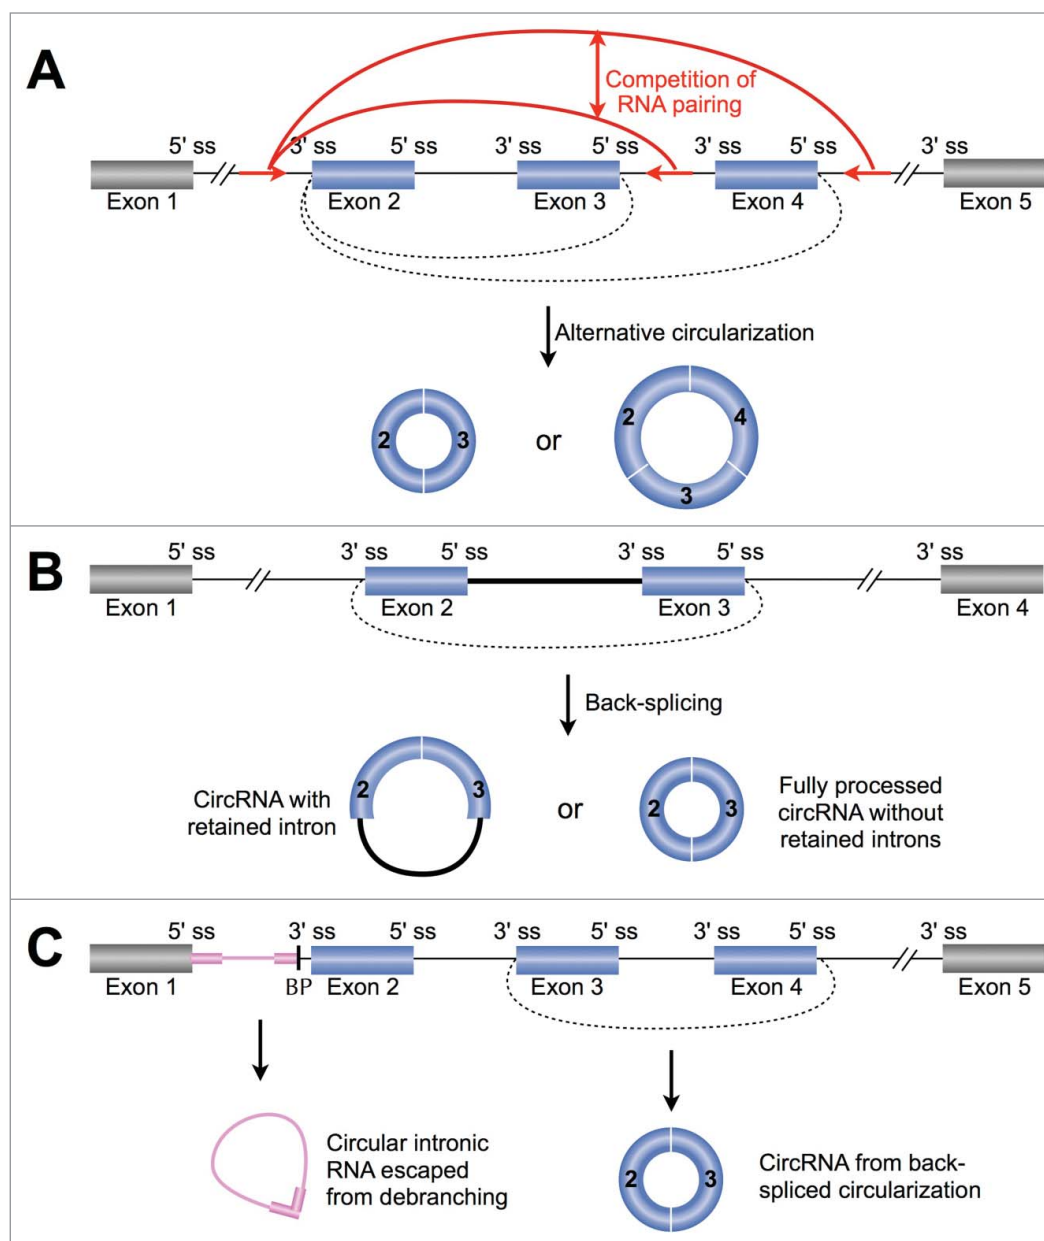 A
Competition of
RNA pairing
5' ss 3' ss 5' ss 3' ss 5' ss 3' ss 5' ss 3' ss
Exon 1 Exon 2 Exon 3 Exon 4 Exon 5
Alternative circularization
2 3 or 2 4 3
B
5' ss 3' ss 5' ss 3' ss 5' ss 3' ss
Exon 1 Exon 2 Exon 3 Exon 4
Back-splicing
CircRNA with
retained intron
2 3 or 2 3
Fully processed
circRNA without
retained introns
C
5' ss 3' ss 5' ss 3' ss 5' ss 3' ss 5' ss 3' ss
Exon 1 BP Exon 2 Exon 3 Exon 4 Exon 5
Circular intronic
RNA escaped
from debranching
2 3
CircRNA from back-
spliced circularization